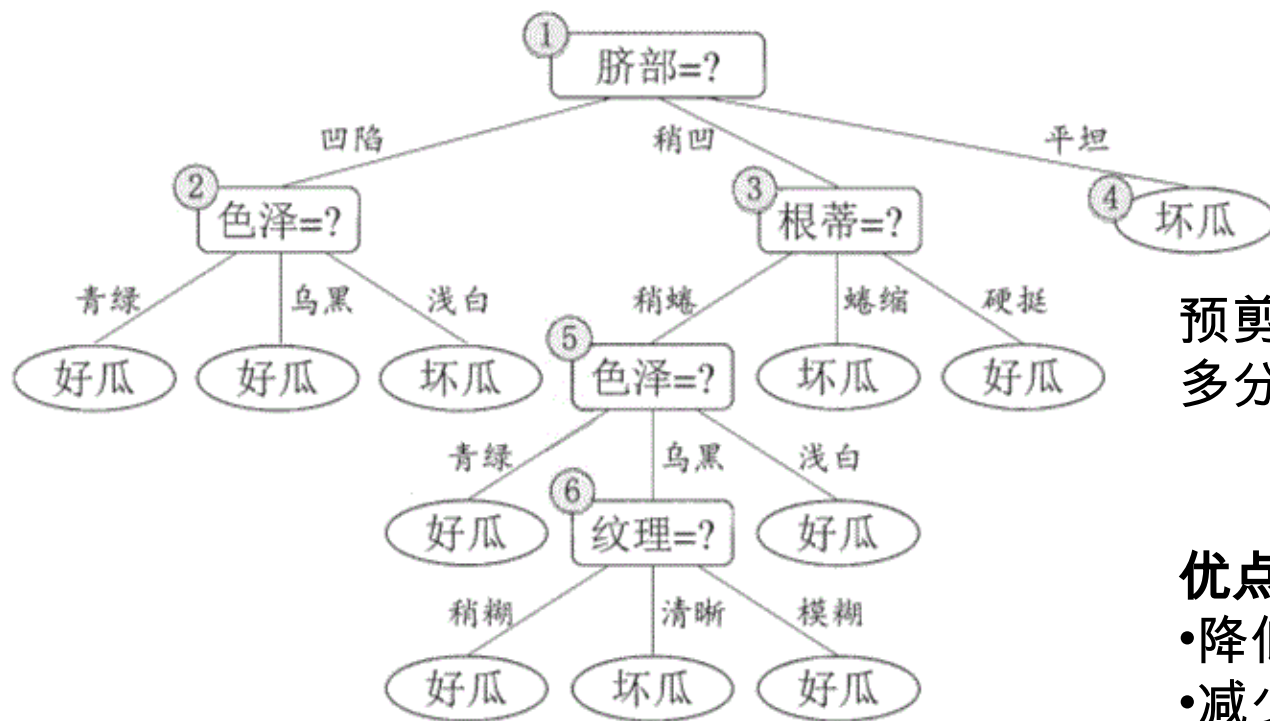 ① 脐部=?
凹陷 稍凹 平坦
② 色泽=? ③ 根蒂=? ④ 坏瓜
青绿 乌黑 浅白 稍蜷 蜷缩 硬挺
好瓜 好瓜 坏瓜 ⑤ 色泽=? 坏瓜 好瓜
青绿 乌黑 浅白
好瓜 ⑥ 纹理=? 好瓜
稍糊 清晰 模糊
好瓜 坏瓜 好瓜
预剪
多分
优点
•降低
•减少